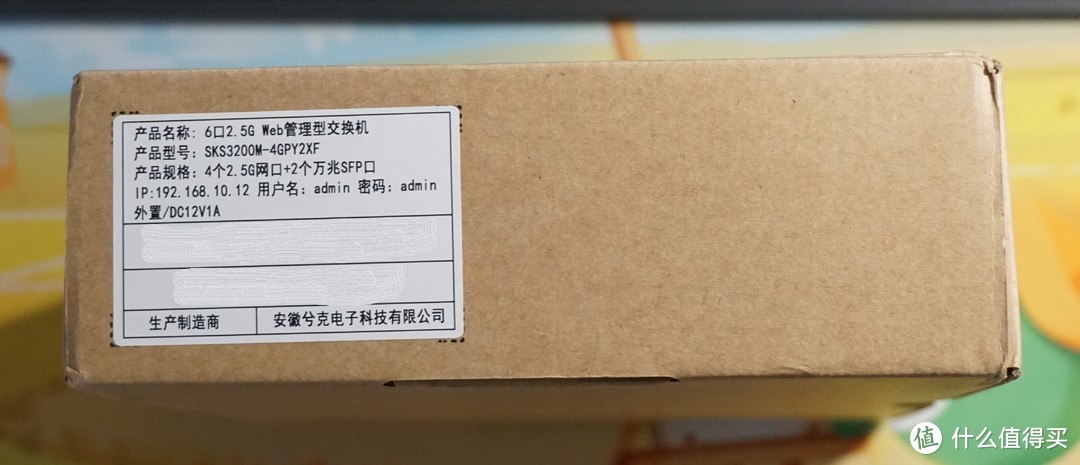 产品名称: 6口2.5G Web管理型交换机
产品型号: SKS3200M-4GPY2XF
产品规格: 4个2.5G网口+2个万兆SFP口
IP:192.168.10.12 用户名: admin 密码: admin
外置/DC12V1A
生产制造商 安徽兮克电子科技有限公司
值 什么值得买